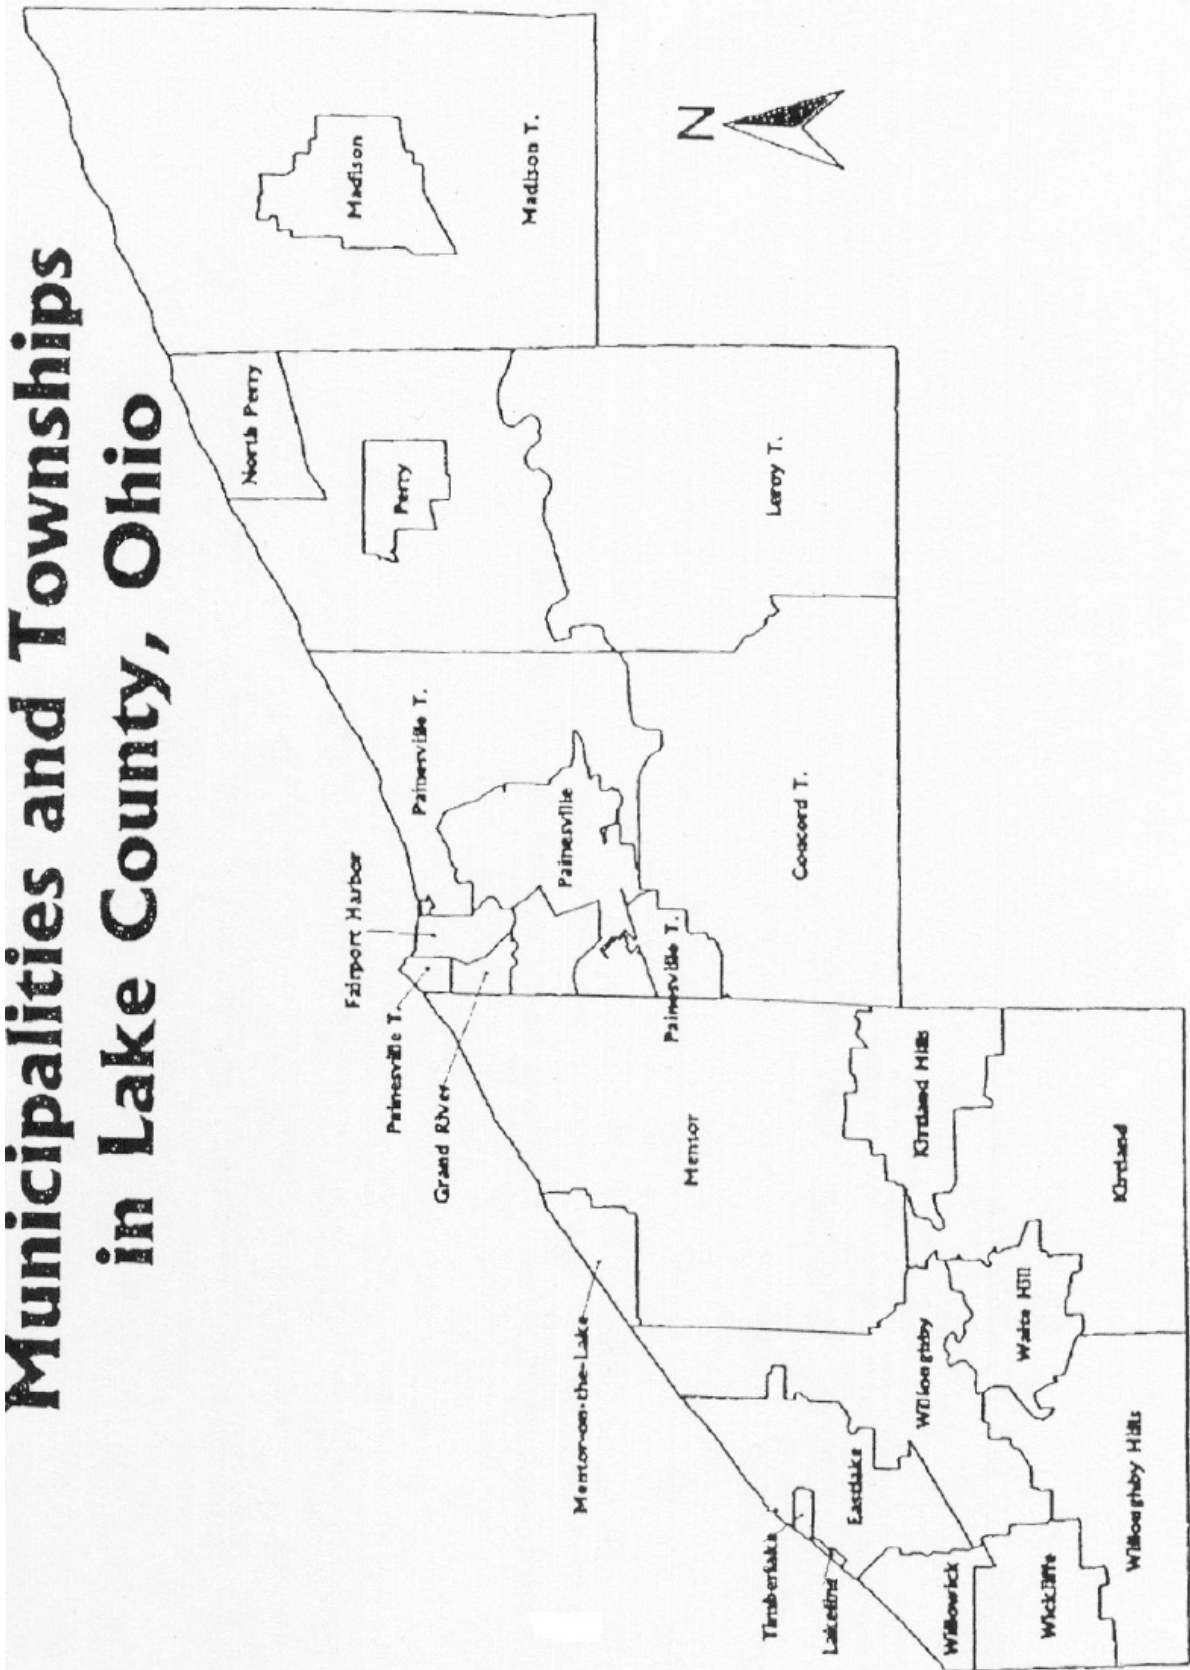 Municipalities and Townships
in Lake County, Ohio
N
Madison
Madison T.
North Perry
Perry
Leroy T.
Painesville T.
Painesville
Concord T.
Fairport Harbor
Painesville T.
Grand River
Painesville T.
Mentor
Mentor-on-the-Lake
Kirtland Hills
Kirtland
Waite Hill
Willoughby
Eastlake
Timberlake
Lakeline
Willowick
Wickliffe
Willoughby Hills